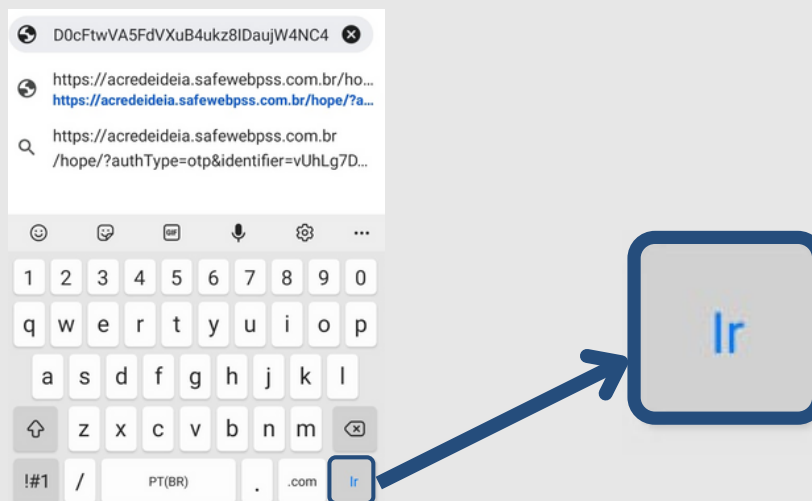 D0cFtwVA5FdVXuB4ukz8IDaujW4NC4
https://acredeideia.safewebpss.com.br/ho...
https://acredeideia.safewebpss.com.br/hope/?a...
https://acredeideia.safewebpss.com.br
/hope/?authType=otp&identifier=vUhLg7D...
GIF
1 2 3 4 5 6 7 8 9 0
q w e r t y u i o p
a s d f g h j k l
z x c v b n m
!#1 / PT(BR) . .com Ir
Ir